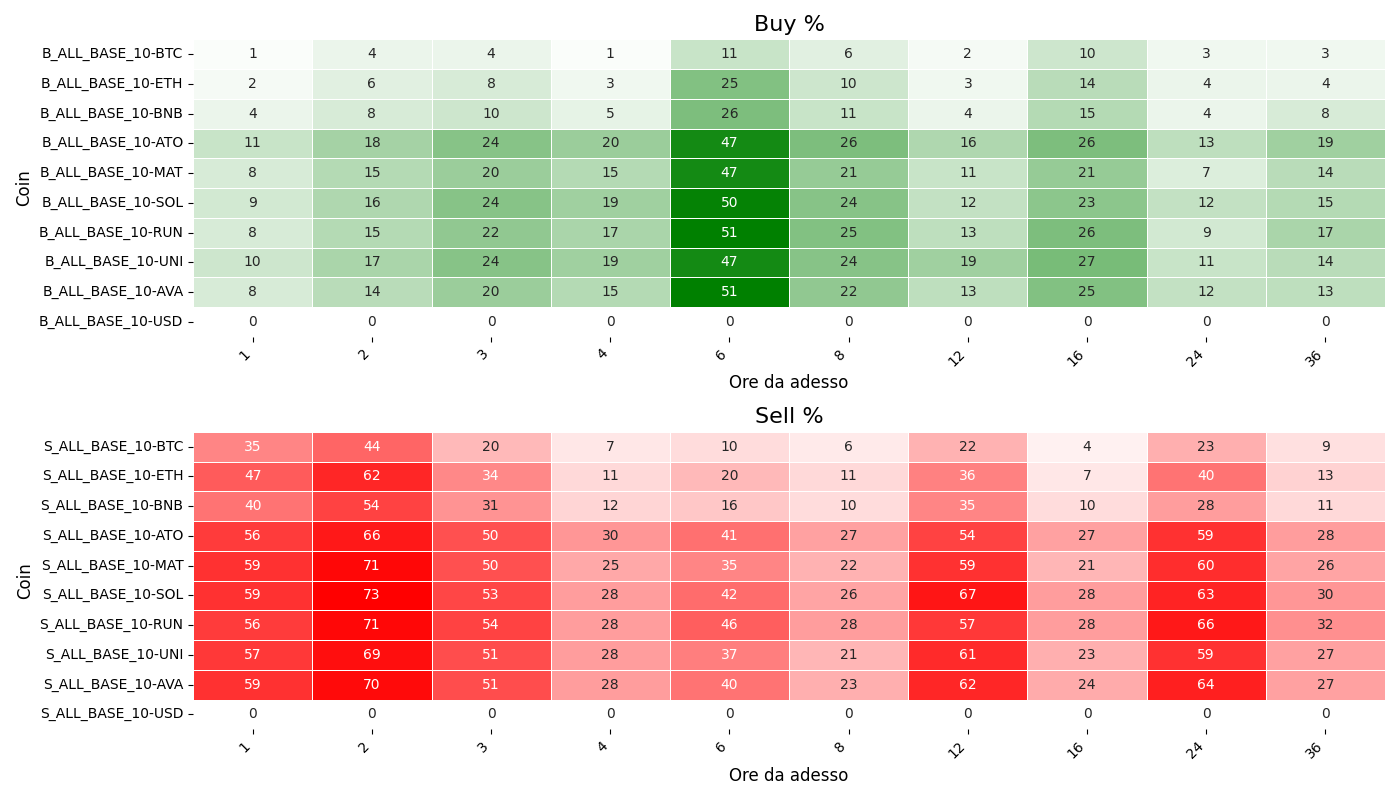 Buy %
Coin
B_ALL_BASE_10-BTC 1 4 4 1 11 6 2 10 3 3
B_ALL_BASE_10-ETH 2 6 8 3 25 10 3 14 4 4
B_ALL_BASE_10-BNB 4 8 10 5 26 11 4 15 4 8
B_ALL_BASE_10-ATO 11 18 24 20 47 26 16 26 13 19
B_ALL_BASE_10-MAT 8 15 20 15 47 21 11 21 7 14
B_ALL_BASE_10-SOL 9 16 24 19 50 24 12 23 12 15
B_ALL_BASE_10-RUN 8 15 22 17 51 25 13 26 9 17
B_ALL_BASE_10-UNI 10 17 24 19 47 24 19 27 11 14
B_ALL_BASE_10-AVA 8 14 20 15 51 22 13 25 12 13
B_ALL_BASE_10-USD 0 0 0 0 0 0 0 0 0 0
1 2 3 4 6 8 12 16 24 36
Ore da adesso
Sell %
Coin
S_ALL_BASE_10-BTC 35 44 20 7 10 6 22 4 23 9
S_ALL_BASE_10-ETH 47 62 34 11 20 11 36 7 40 13
S_ALL_BASE_10-BNB 40 54 31 12 16 10 35 10 28 11
S_ALL_BASE_10-ATO 56 66 50 30 41 27 54 27 59 28
S_ALL_BASE_10-MAT 59 71 50 25 35 22 59 21 60 26
S_ALL_BASE_10-SOL 59 73 53 28 42 26 67 28 63 30
S_ALL_BASE_10-RUN 56 71 54 28 46 28 57 28 66 32
S_ALL_BASE_10-UNI 57 69 51 28 37 21 61 23 59 27
S_ALL_BASE_10-AVA 59 70 51 28 40 23 62 24 64 27
S_ALL_BASE_10-USD 0 0 0 0 0 0 0 0 0 0
1 2 3 4 6 8 12 16 24 36
Ore da adesso